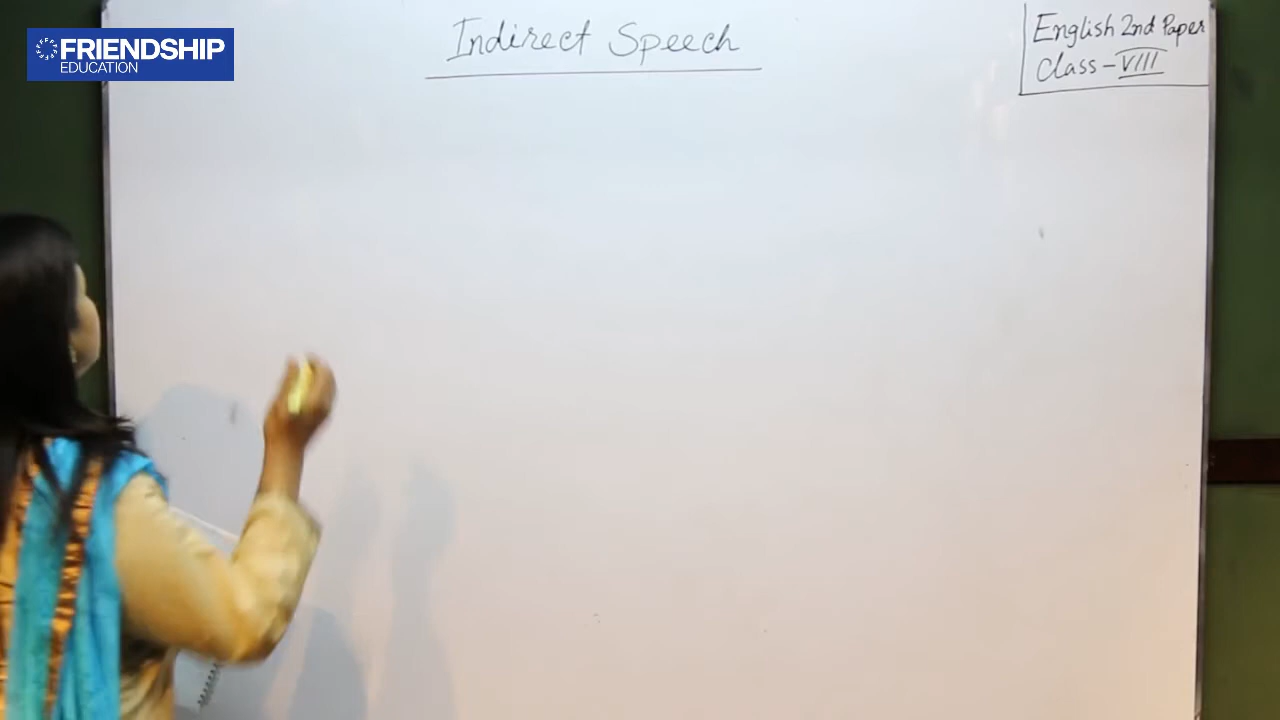 FRIENDSHIP
EDUCATION
Indirect Speech
English 2nd Paper
Class - VIII